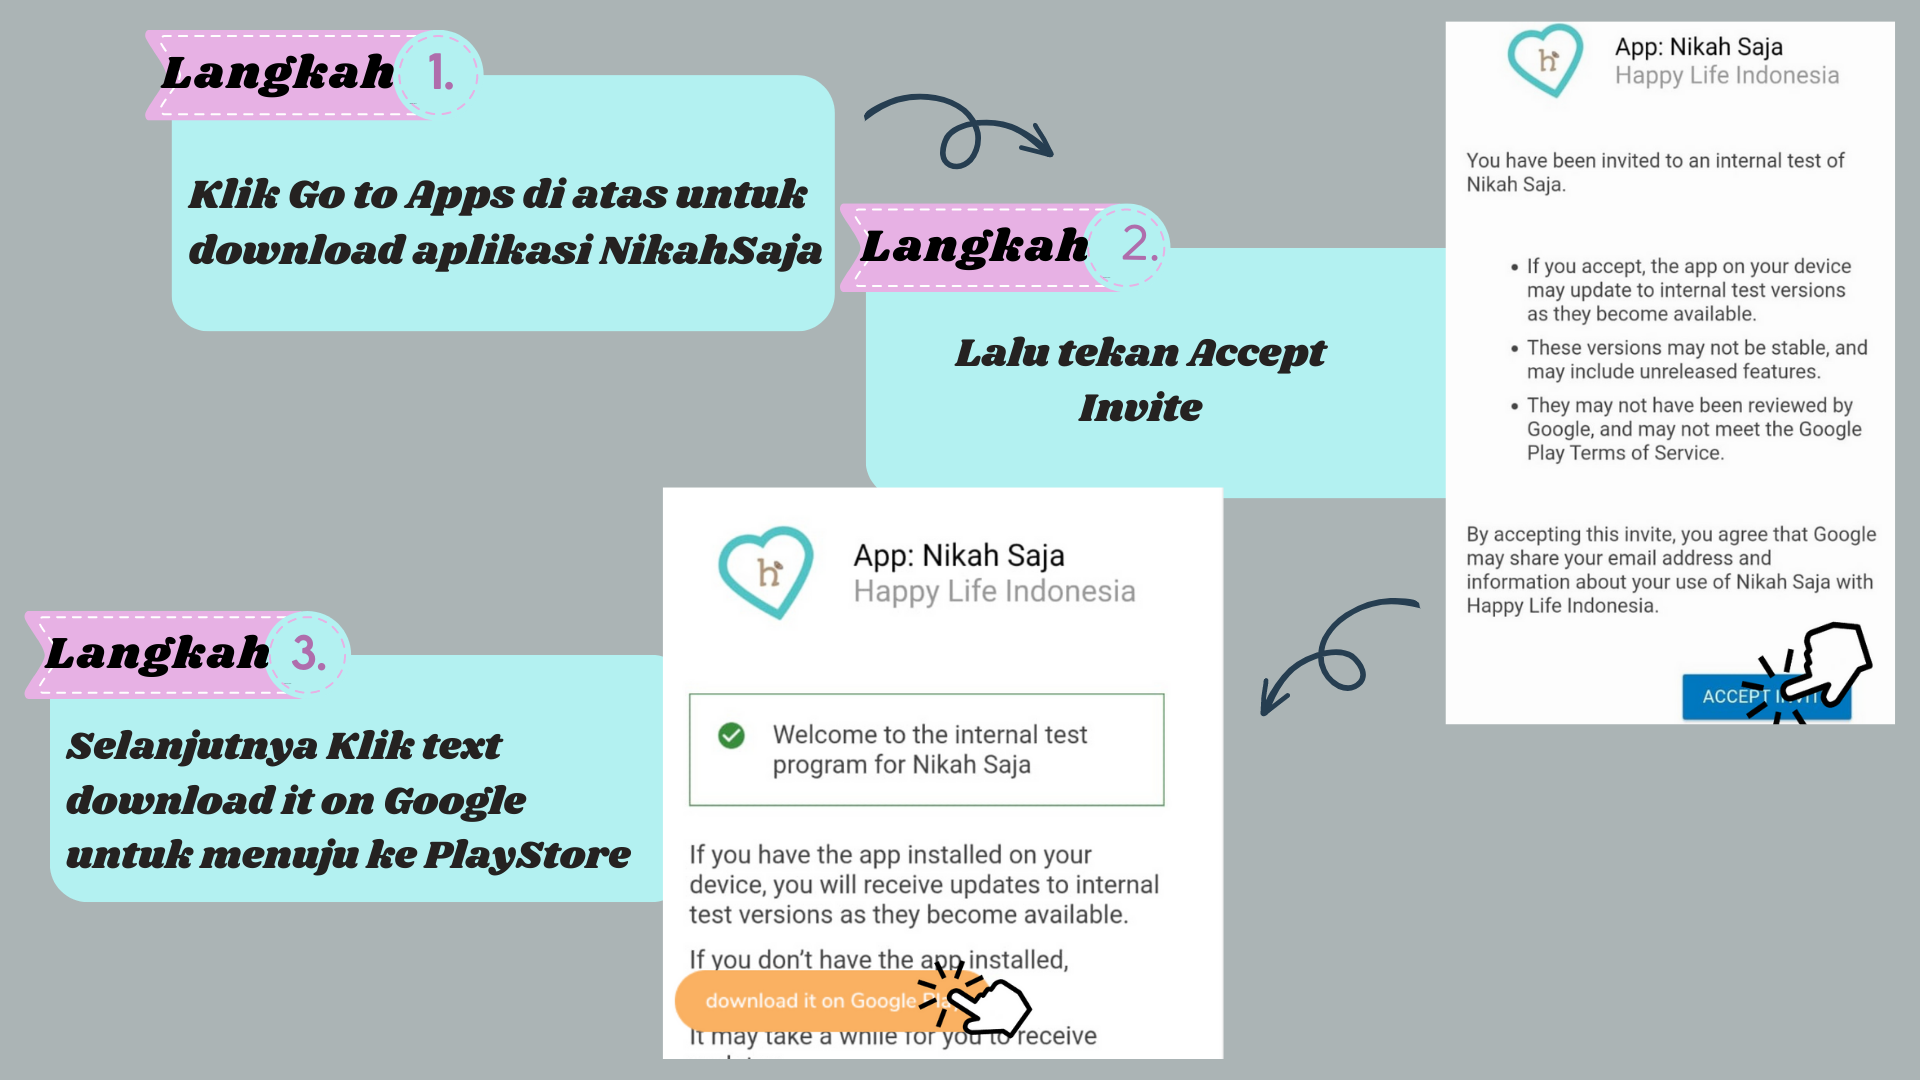 Langkah 1.
Klik Go to Apps di atas untuk
download aplikasi NikahSaja
Langkah 2.
Lalu tekan Accept
Invite
h
App: Nikah Saja
Happy Life Indonesia
You have been invited to an internal test of
Nikah Saja.
• If you accept, the app on your device
may update to internal test versions
as they become available.
• These versions may not be stable, and
may include unreleased features.
• They may not have been reviewed by
Google, and may not meet the Google
Play Terms of Service.
By accepting this invite, you agree that Google
may share your email address and
information about your use of Nikah Saja with
Happy Life Indonesia.
ACCEPT
Langkah 3.
Selanjutnya Klik text
download it on Google
untuk menuju ke PlayStore
h
App: Nikah Saja
Happy Life Indonesia
Welcome to the internal test
program for Nikah Saja
If you have the app installed on your
device, you will receive updates to internal
test versions as they become available.
If you don't have the app installed,
download it on Google
It may take a while for you to receive